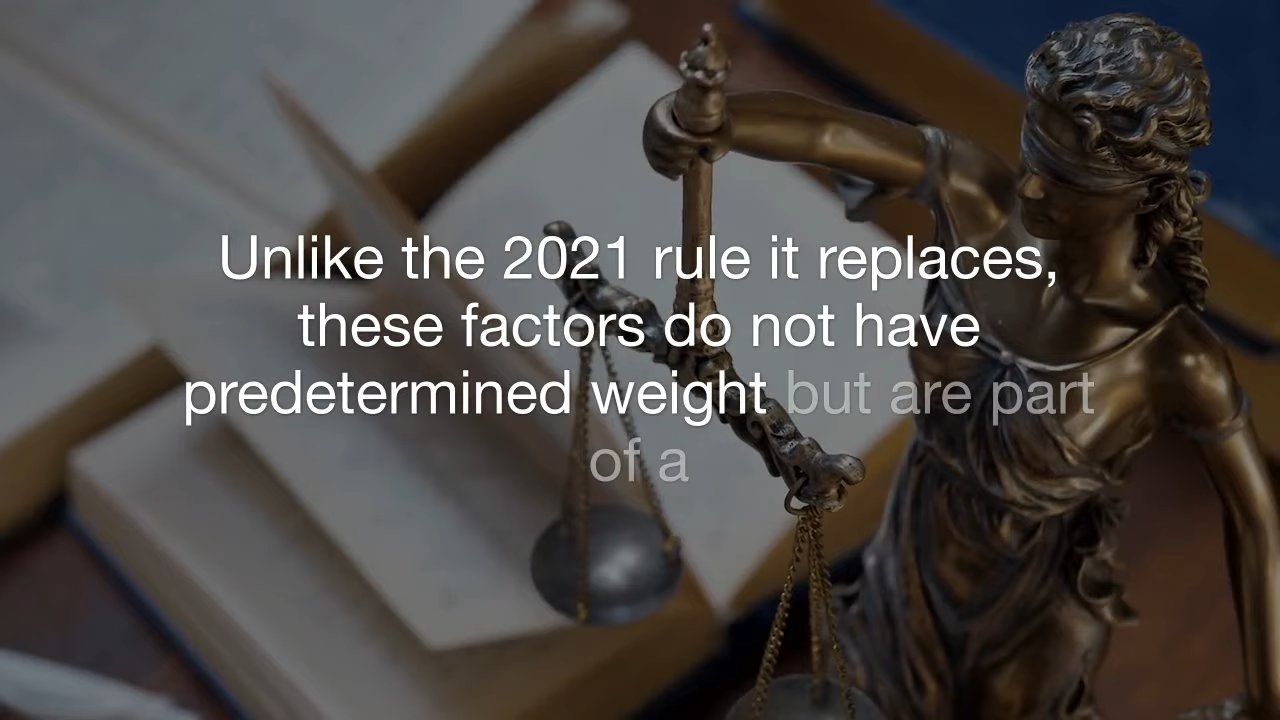 Unlike the 2021 rule it replaces,
these factors do not have
predetermined weight but are part
of a